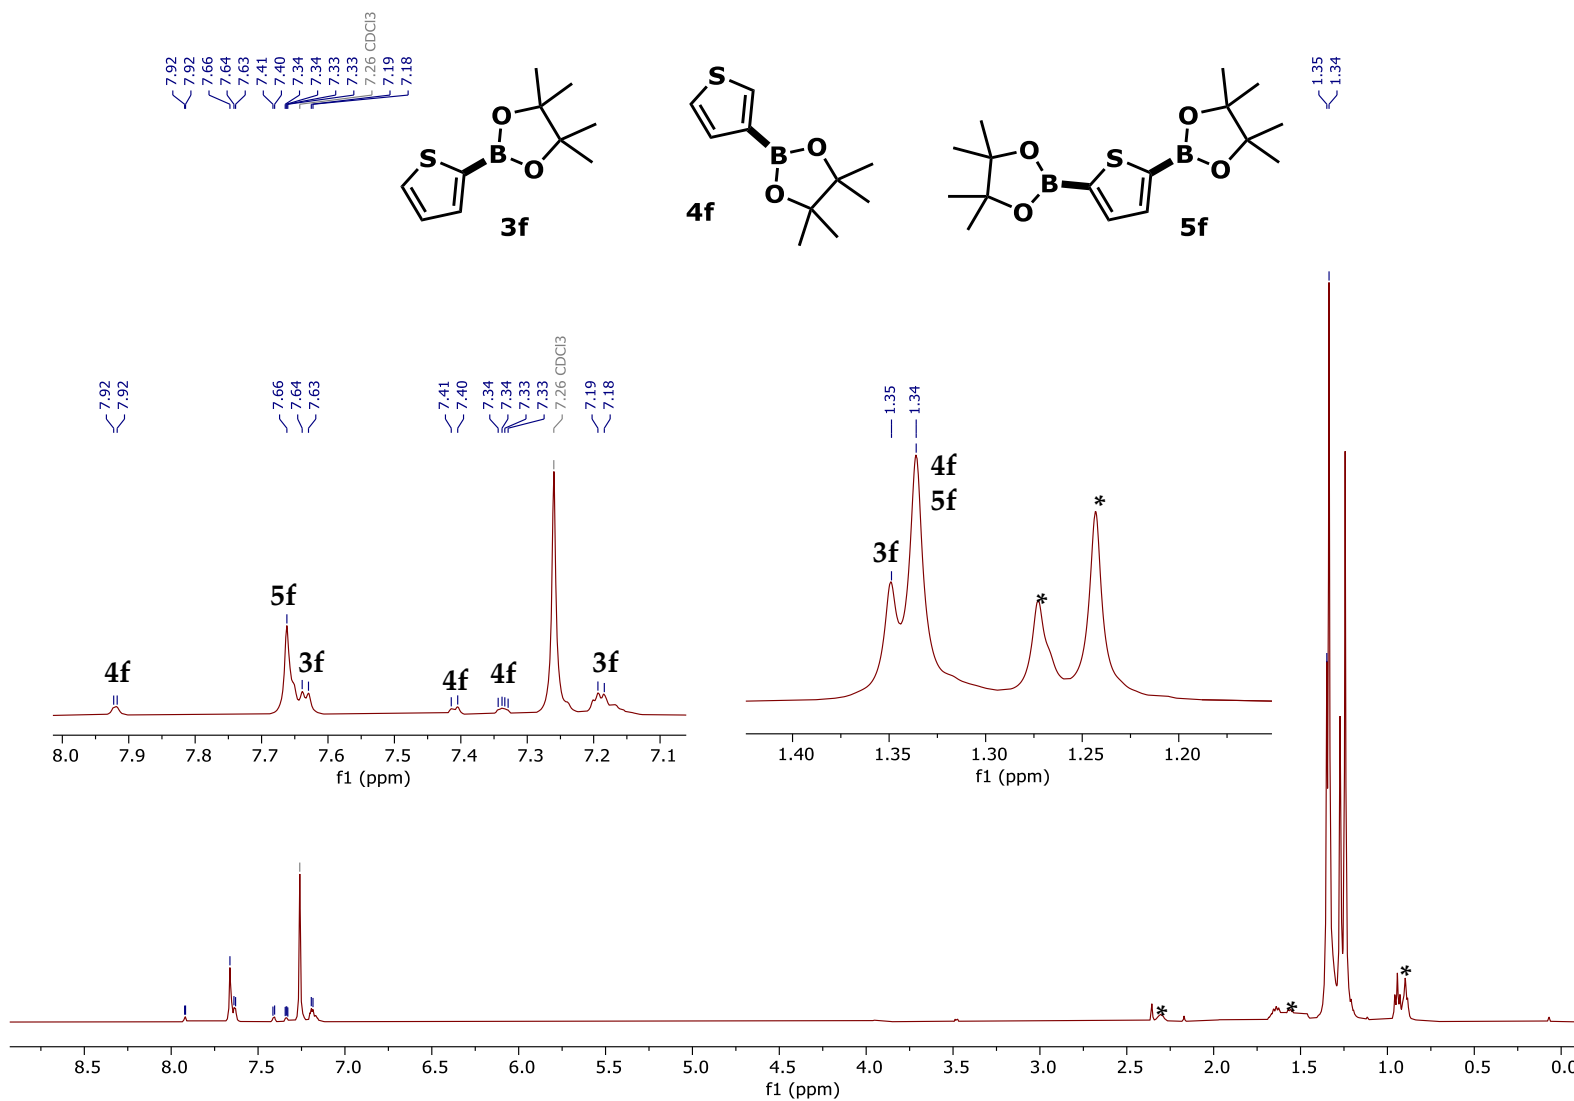 7.92
7.92
7.66
7.64
7.63
7.41
7.40
7.34
7.34
7.33
7.33
7.26 CDCl3
7.19
7.18
1.35
1.34
S
B
O
O
3f
S
B
O
O
4f
O
B
O
S
B
O
O
5f
7.92
7.92
7.66
7.64
7.63
7.41
7.40
7.34
7.34
7.33
7.33
7.26 CDCl3
7.19
7.18
4f
5f
3f
4f
4f
3f
8.0 7.9 7.8 7.7 7.6 7.5 7.4 7.3 7.2 7.1
f1 (ppm)
1.35
1.34
4f
5f
3f
*
*
1.40 1.35 1.30 1.25 1.20
f1 (ppm)
*
*
*
8.5 8.0 7.5 7.0 6.5 6.0 5.5 5.0 4.5 4.0 3.5 3.0 2.5 2.0 1.5 1.0 0.5 0.0
f1 (ppm)